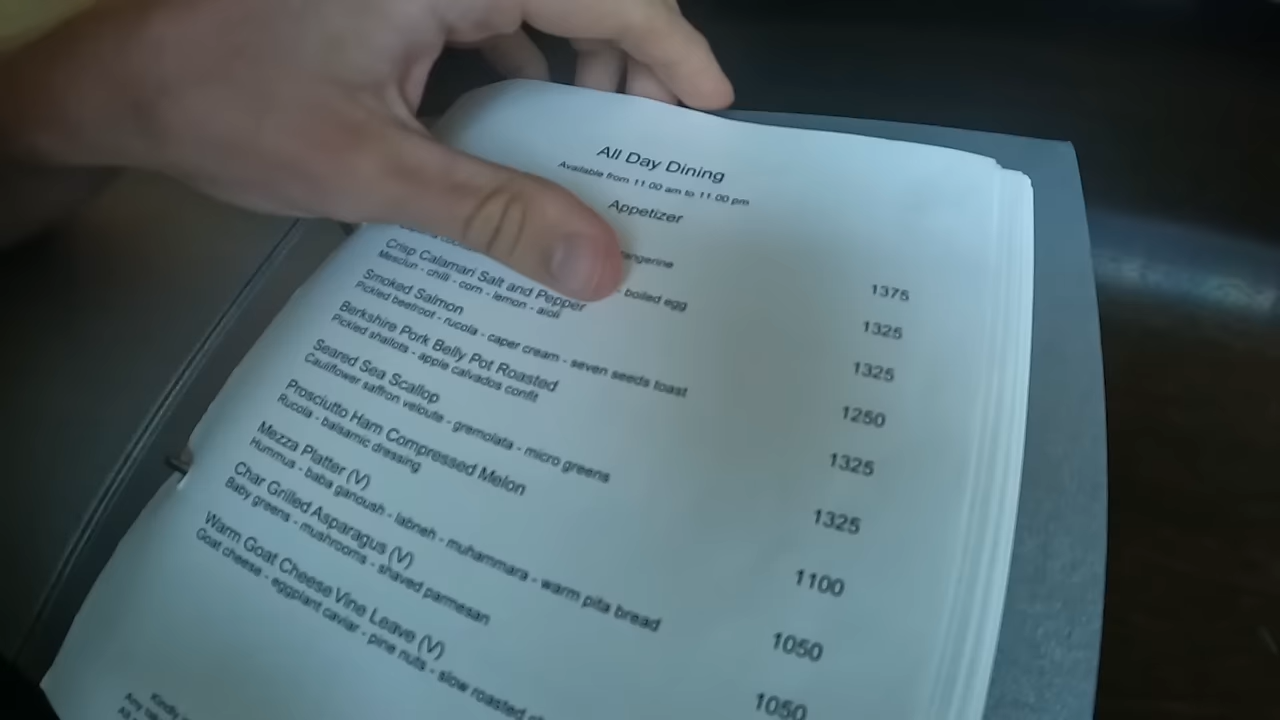 All Day Dining
Available from 11.00 am to 11.00 pm
Appetizer
tangerine
1375
- boiled egg
1325
Crisp Calamari Salt and Pepper
Mesclun - chilli - corn - lemon - aioli
1325
Smoked Salmon
Pickled beetroot - rucola - caper cream - seven seeds toast
1250
Berkshire Pork Belly Pot Roasted
Pickled shallots - apple calvados confit
1325
Seared Sea Scallop
Cauliflower saffron veloute - gremolata - micro greens
1325
Prosciutto Ham Compressed Melon
Rucola - balsamic dressing
1100
Mezza Platter (V)
Hummus - baba ganoush - labneh - muhammara - warm pita bread
1050
Char Grilled Asparagus (V)
Baby greens - mushrooms - shaved parmesan
1050
Warm Goat Cheese Vine Leave (V)
Goat cheese - eggplant caviar - pine nuts - slow roasted
Kindly
Any
All